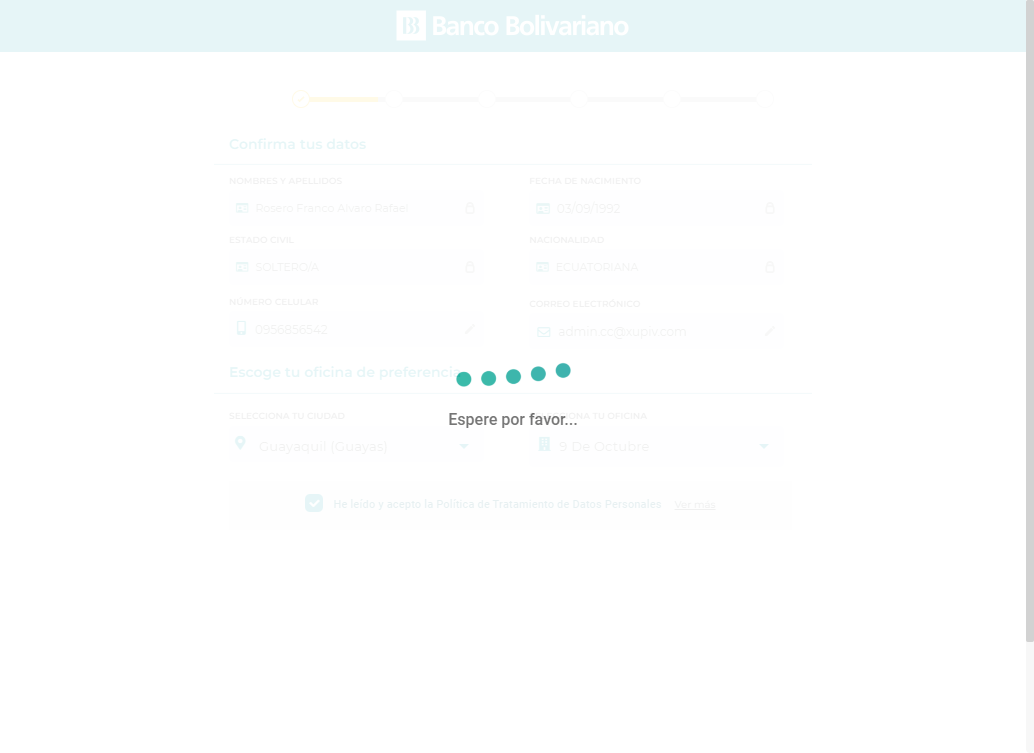 Banco Bolivariano
Confirma tus datos
NOMBRES Y APELLIDOS
FECHA DE NACIMIENTO
Rosero Franco Alvaro Rafael
03/09/1992
ESTADO CIVIL
NACIONALIDAD
SOLTERO/A
ECUATORIANA
NÚMERO CELULAR
CORREO ELECTRÓNICO
0956856542
admin.cc@xupiv.com
Escoge tu oficina de preferencia
Espere por favor...
SELECCIONA TU CIUDAD
TU OFICINA
Guayaquil (Guayas)
9 De Octubre
He leído y acepto la Política de Tratamiento de Datos Personales
Ver más